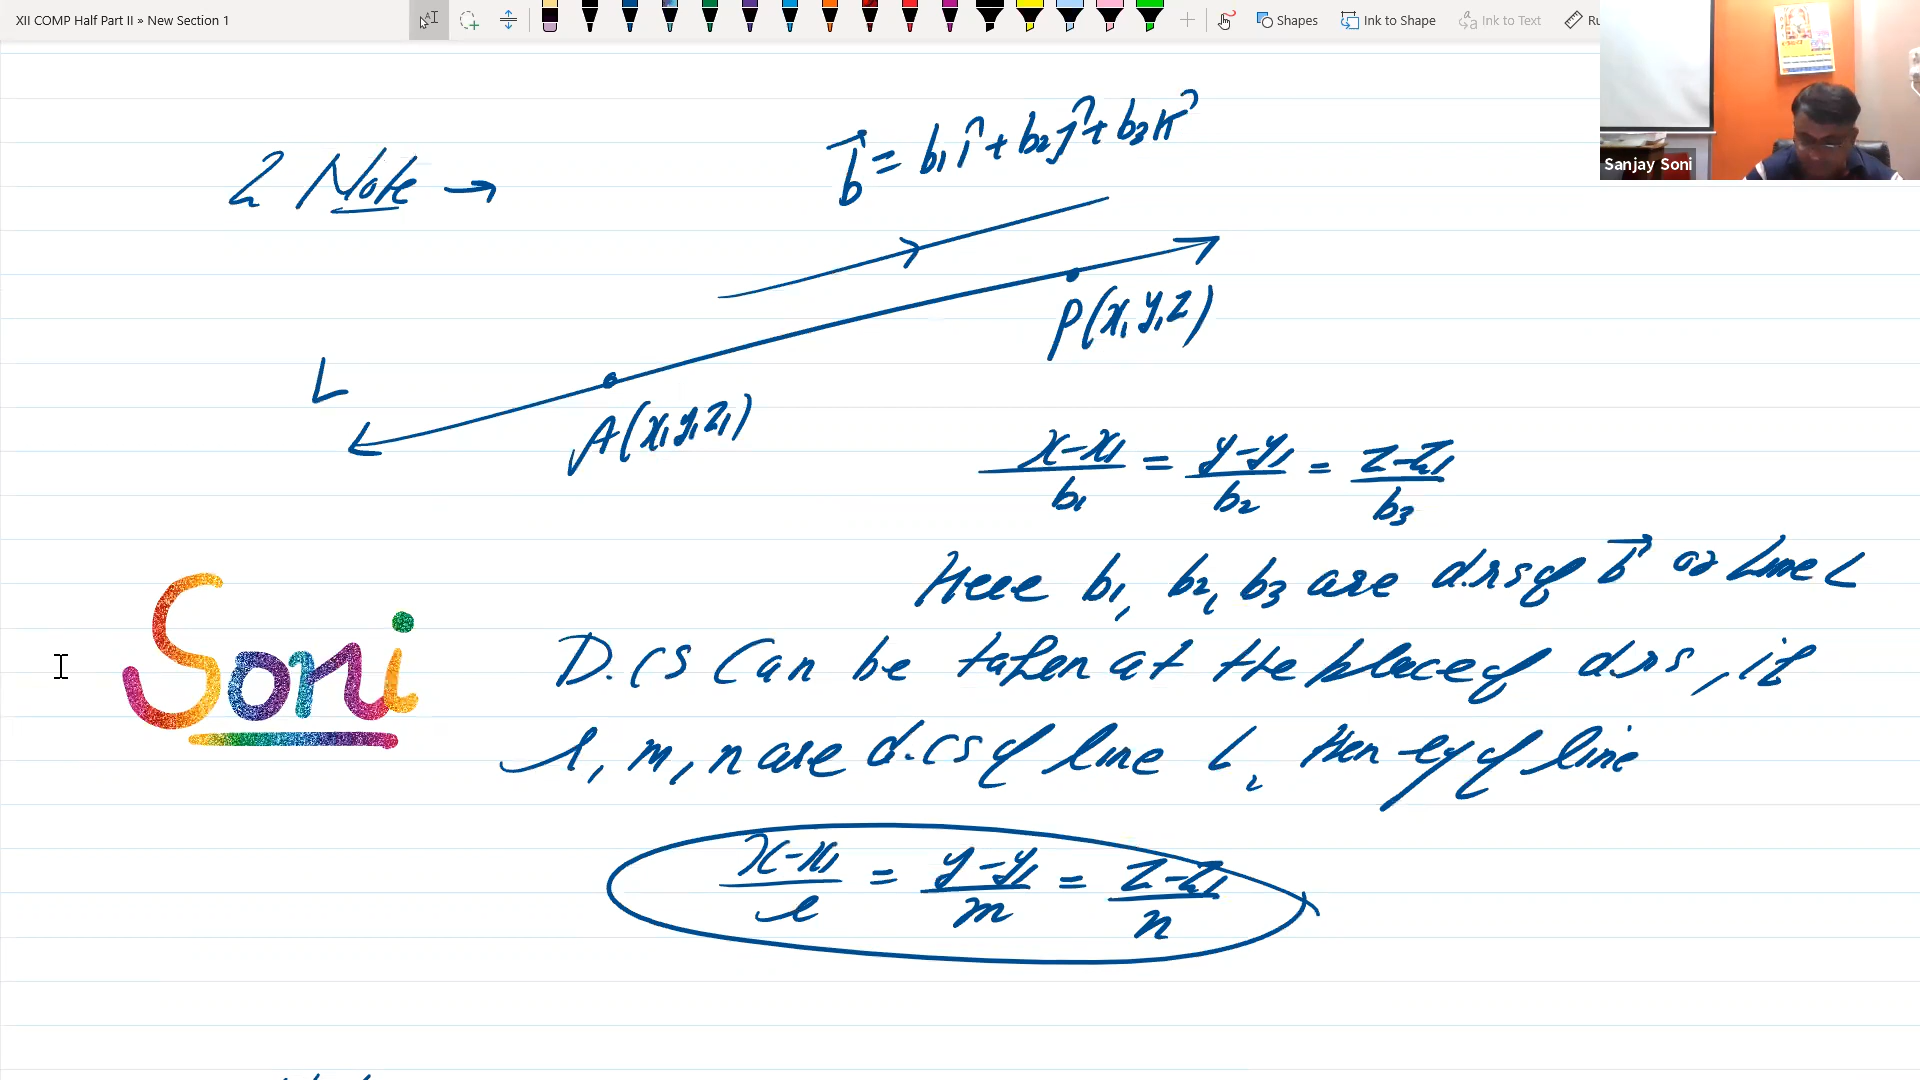 XII COMP Half Part II » New Section 1
Shapes
Ink to Shape
Ink to Text
Ru
Sanjay Soni
2 Note →
b⃗ = b₁î + b₂ĵ + b₃k̂
P(x, y, z)
L
A(x₁ y₁ z₁)
x-x₁/b₁ = y-y₁/b₂ = z-z₁/b₃
Here b₁, b₂, b₃ are d.rs of b⃗ or Line L
Soni
D.Cs Can be taken at the place of d.rs, if
l, m, n are d.cs of line L, then eq of line
x-x₁/l = y-y₁/m = z-z₁/n